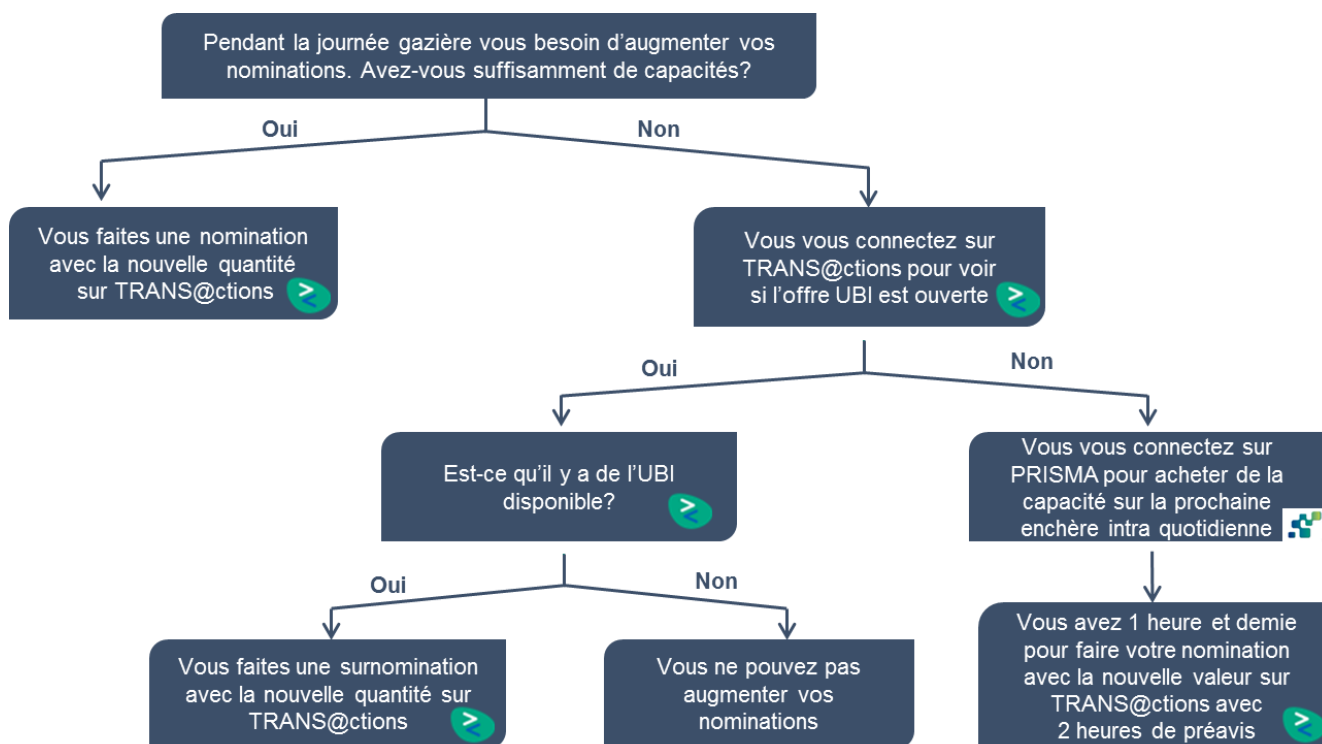 Pendant la journée gazière vous besoin d'augmenter vos
nominations. Avez-vous suffisamment de capacités?
Oui
Non
Vous faites une nomination
avec la nouvelle quantité
sur TRANS@ctions
Vous vous connectez sur
TRANS@ctions pour voir
si l'offre UBI est ouverte
Oui
Non
Est-ce qu'il y a de l'UBI
disponible?
Vous vous connectez sur
PRISMA pour acheter de la
capacité sur la prochaine
enchère intra quotidienne
Oui
Non
Vous faites une surnomination
avec la nouvelle quantité sur
TRANS@ctions
Vous ne pouvez pas
augmenter vos
nominations
Vous avez 1 heure et demie
pour faire votre nomination
avec la nouvelle valeur sur
TRANS@ctions avec
2 heures de préavis